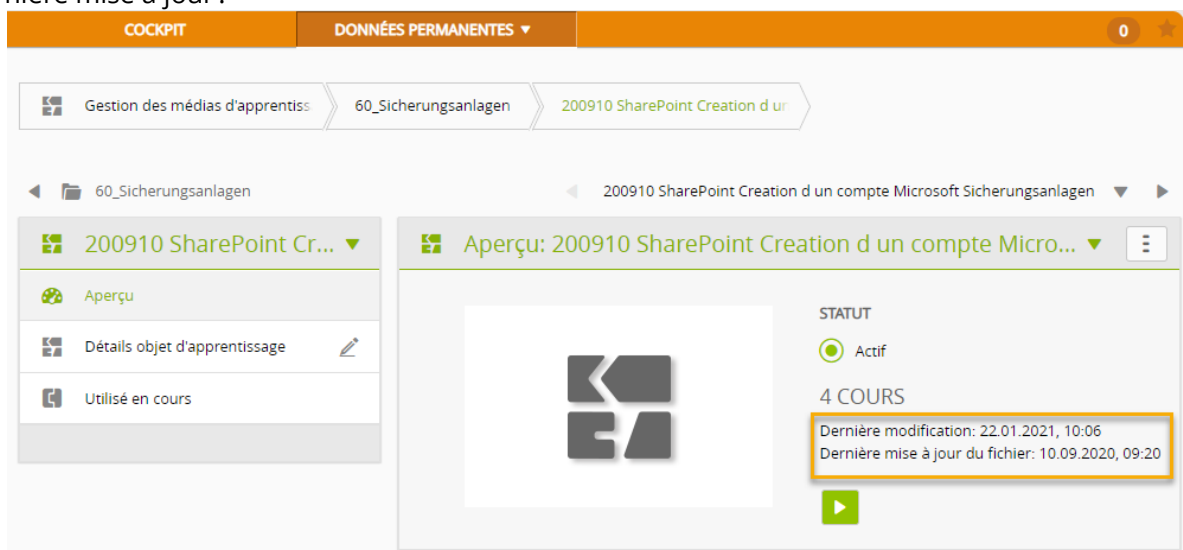 nière mise à jour :
COCKPIT DONNÉES PERMANENTES 0
Gestion des médias d'apprentiss 60_Sicherungsanlagen 200910 SharePoint Creation d un
60_Sicherungsanlagen 200910 SharePoint Creation d un compte Microsoft Sicherungsanlagen
200910 SharePoint Cr... Aperçu: 200910 SharePoint Creation d un compte Micro...
Aperçu
STATUT
Détails objet d'apprentissage Actif
Utilisé en cours 4 COURS
Dernière modification: 22.01.2021, 10:06
Dernière mise à jour du fichier: 10.09.2020, 09:20